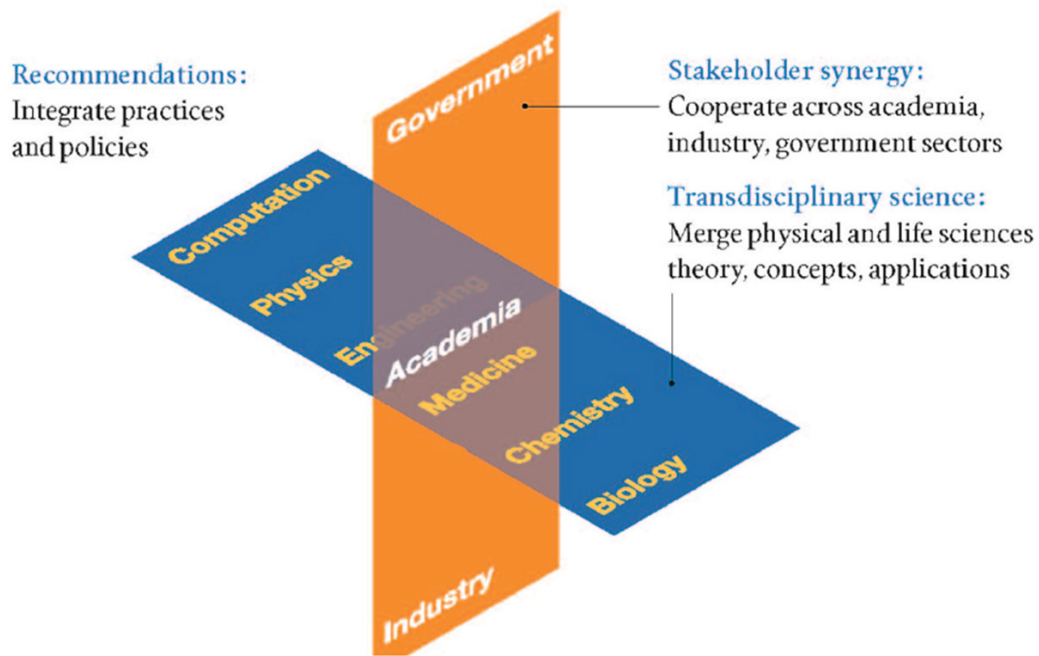 Recommendations:
Integrate practices
and policies
Government
Stakeholder synergy:
Cooperate across academia,
industry, government sectors
Transdisciplinary science:
Merge physical and life sciences
theory, concepts, applications
Computation
Physics
Engineering
Academia
Medicine
Chemistry
Biology
Industry